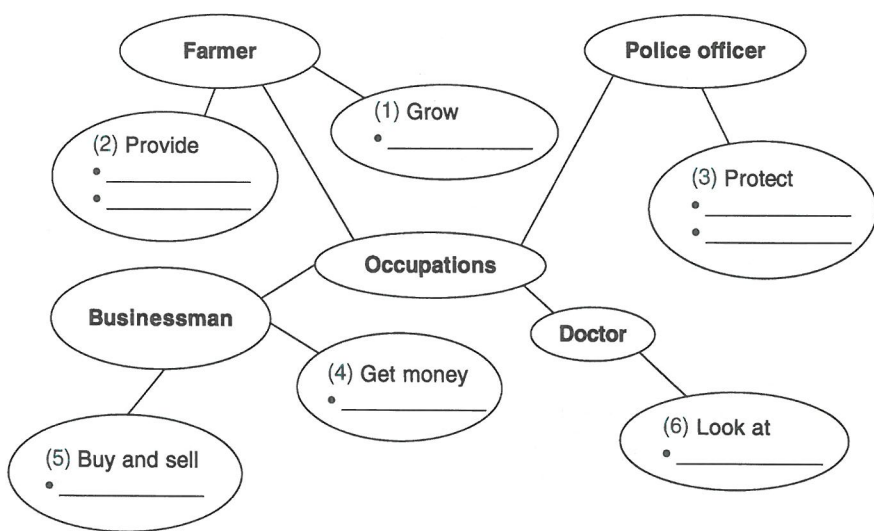 Farmer
Police officer
(1) Grow
•
(2) Provide
•
•
(3) Protect
•
•
Occupations
Businessman
Doctor
(4) Get money
•
(5) Buy and sell
•
(6) Look at
•